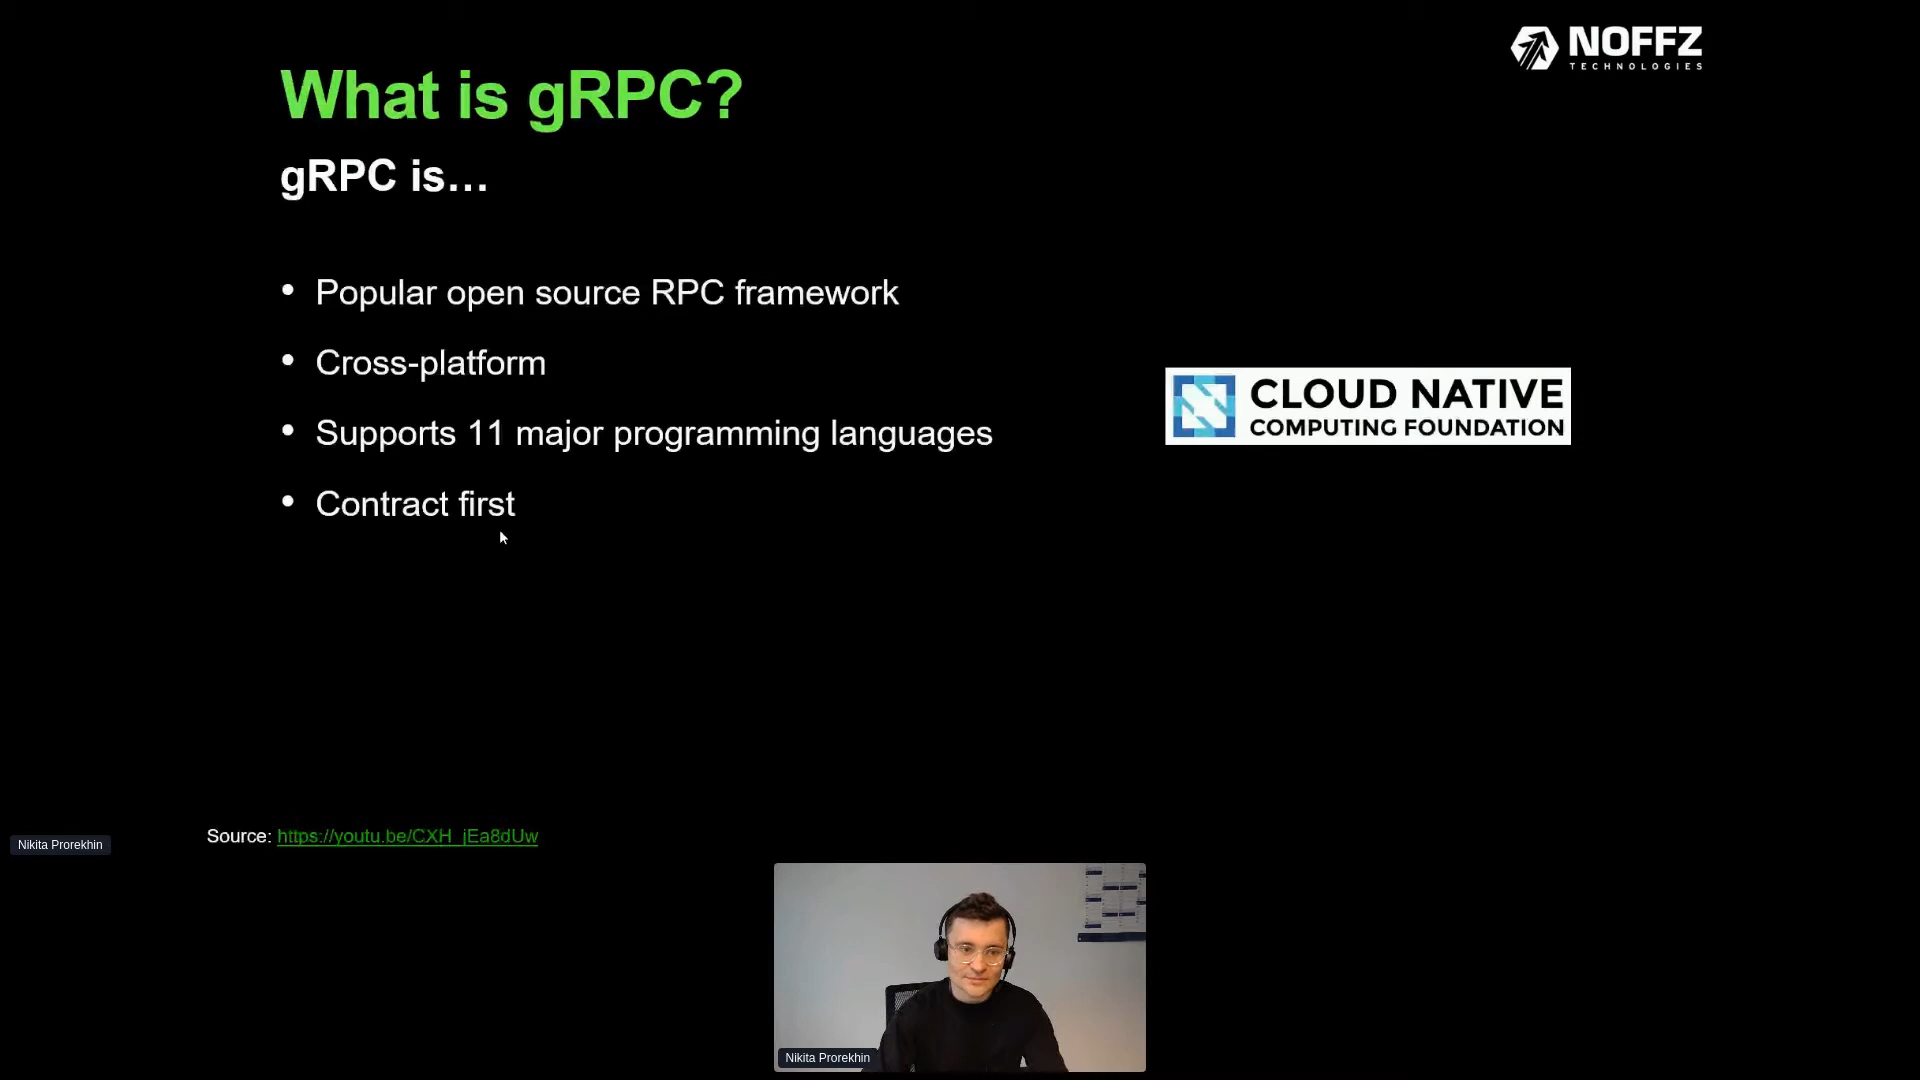 NOFFZ
TECHNOLOGIES
What is gRPC?
gRPC is…
• Popular open source RPC framework
• Cross-platform
• Supports 11 major programming languages
• Contract first
CLOUD NATIVE
COMPUTING FOUNDATION
Source: https://youtu.be/CXH_jEa8dUw
Nikita Prorekhin
Nikita Prorekhin